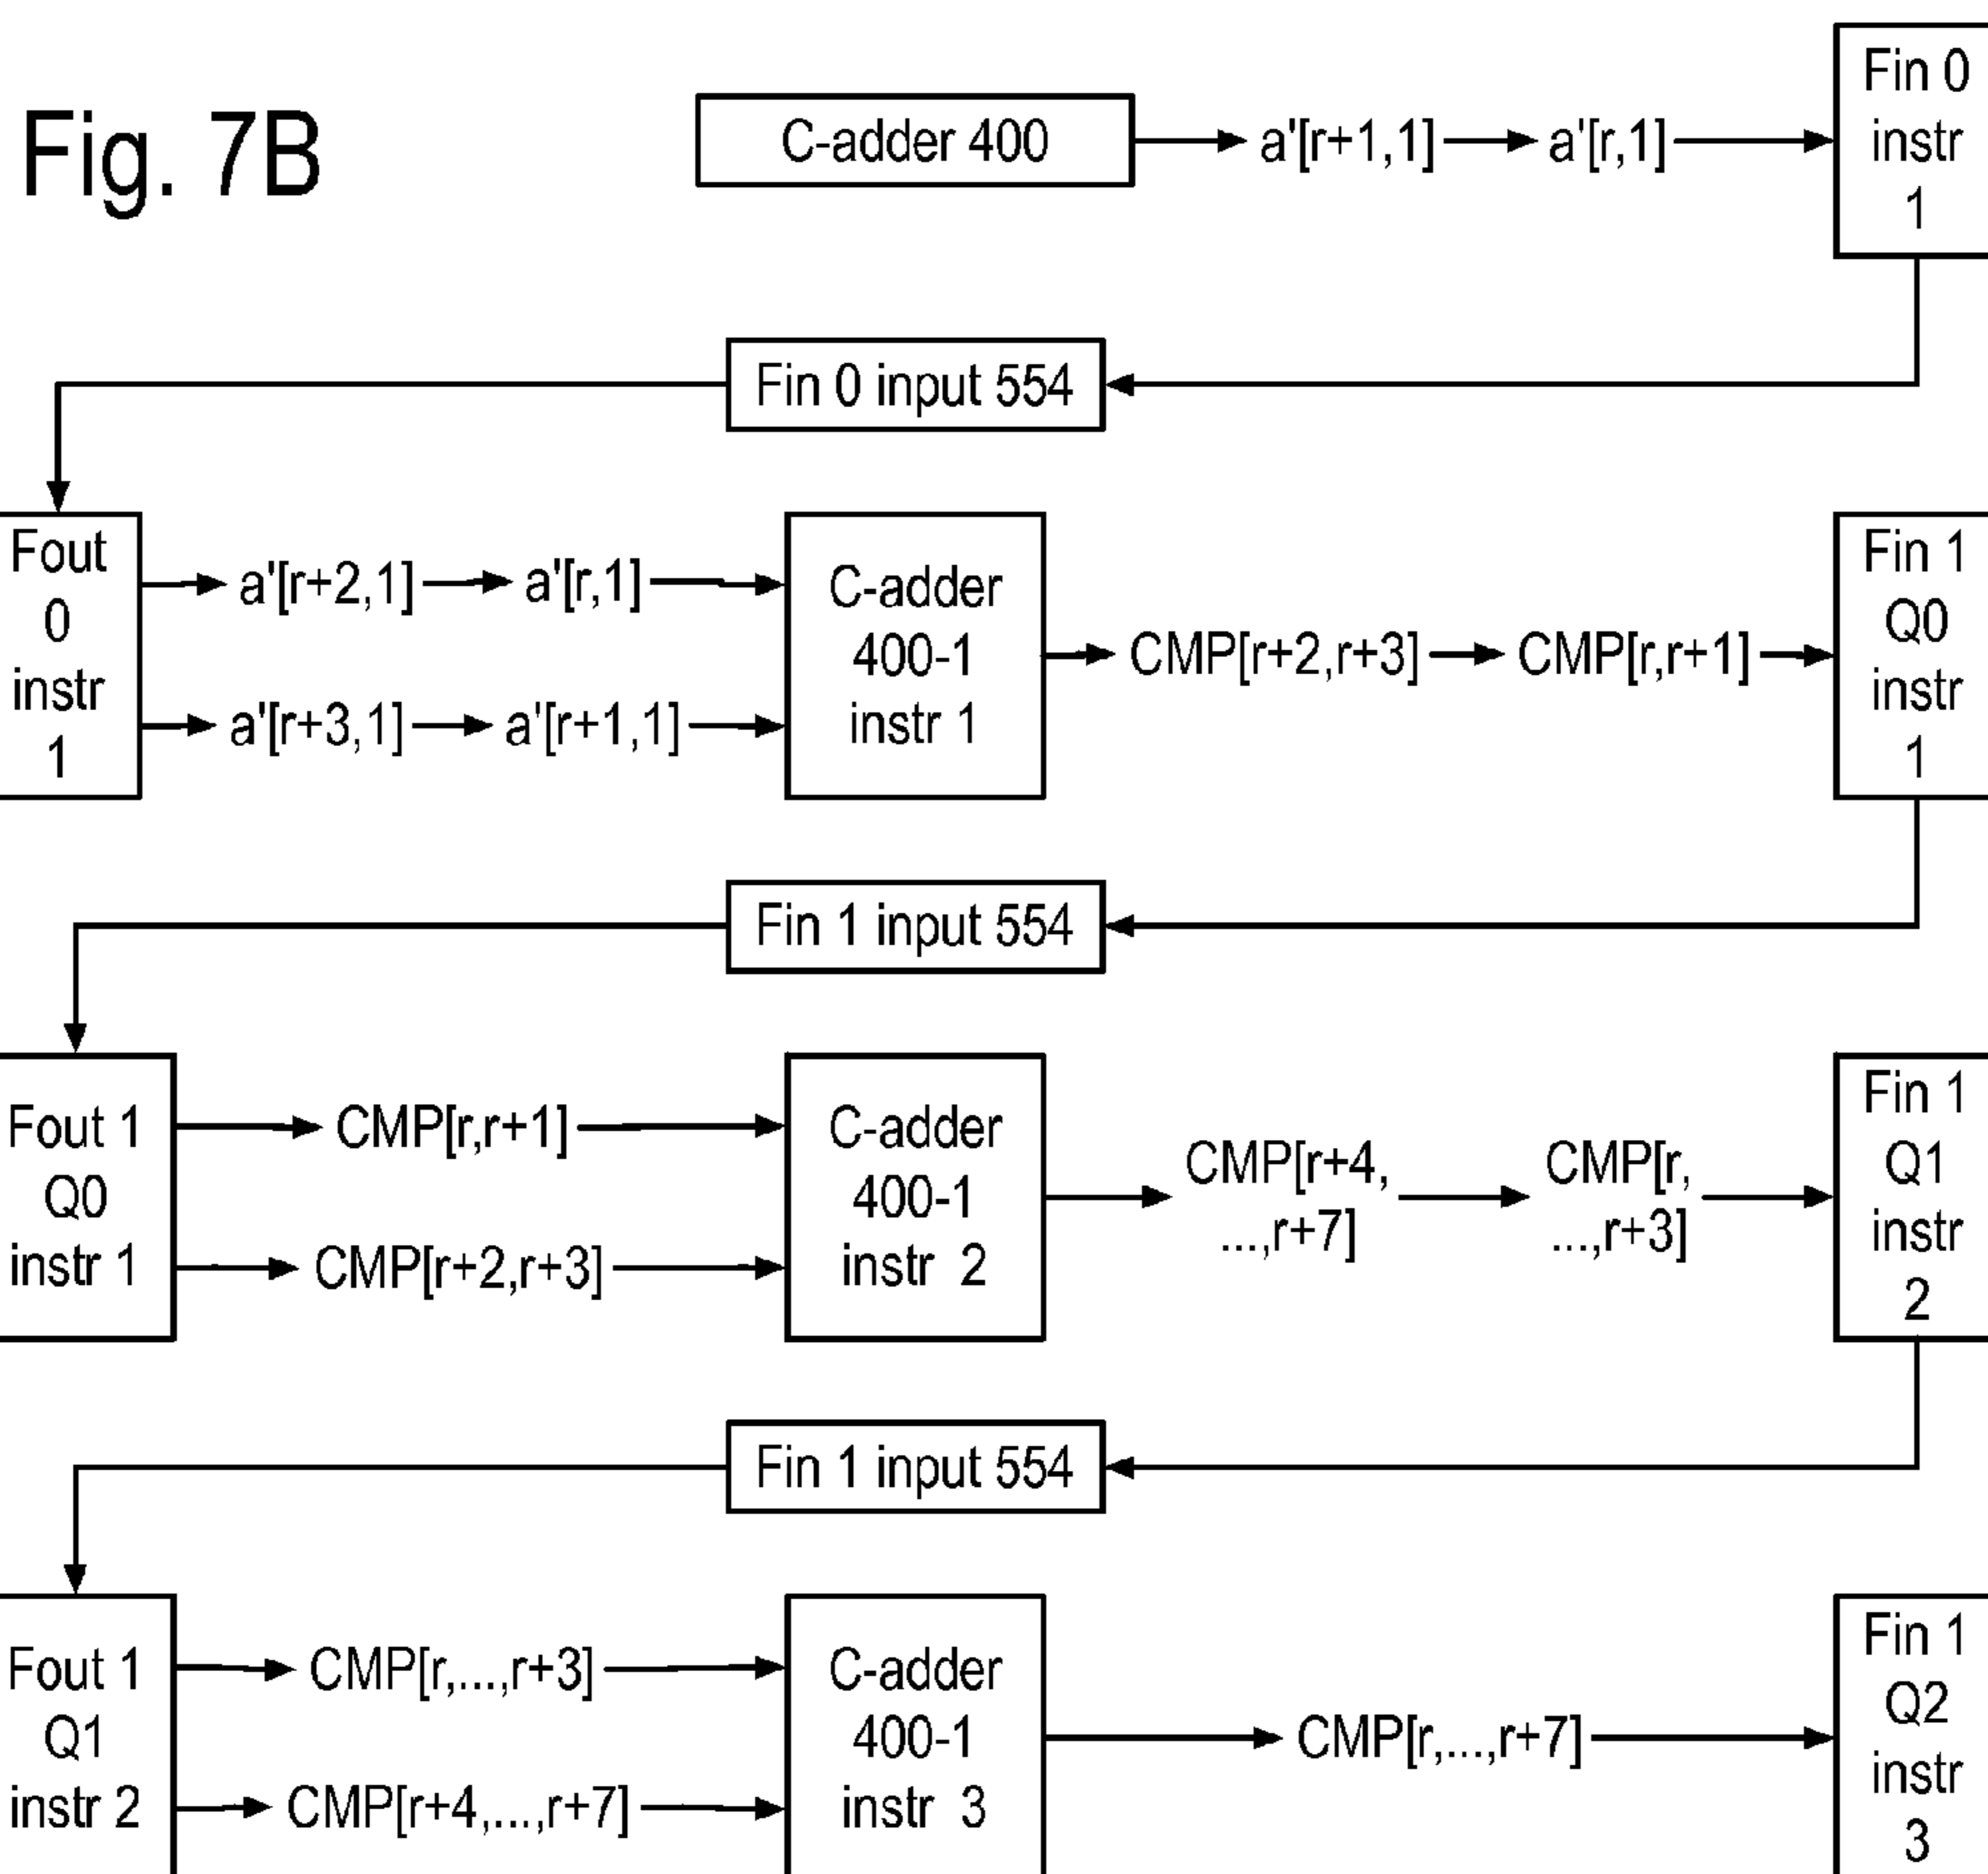 Fig. 7B
C-adder 400
a'[r+1,1]
a'[r,1]
Fin 0
instr
1
Fin 0 input 554
Fout
0
instr
1
a'[r+2,1]
a'[r,1]
a'[r+3,1]
a'[r+1,1]
C-adder
400-1
instr 1
CMP[r+2,r+3]
CMP[r,r+1]
Fin 1
Q0
instr
1
Fin 1 input 554
Fout 1
Q0
instr 1
CMP[r,r+1]
CMP[r+2,r+3]
C-adder
400-1
instr 2
CMP[r+4,
...,r+7]
CMP[r,
...,r+3]
Fin 1
Q1
instr
2
Fin 1 input 554
Fout 1
Q1
instr 2
CMP[r,...,r+3]
CMP[r+4,...,r+7]
C-adder
400-1
instr 3
CMP[r,...,r+7]
Fin 1
Q2
instr
3